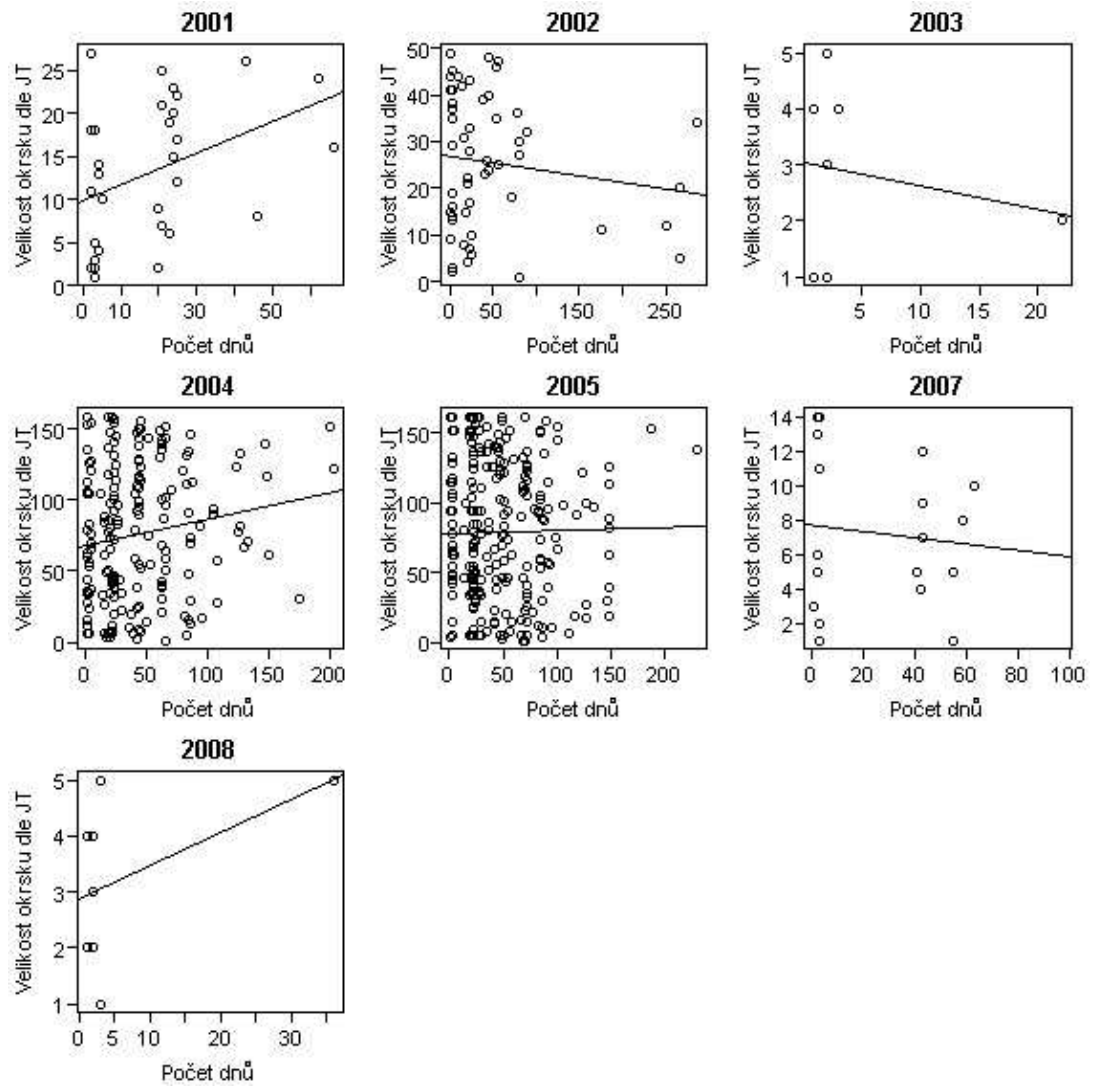 2001
Velikost okrsku dle JT
25
20
15
10
5
0
0 10 30 50
Počet dnů
2002
Velikost okrsku dle JT
50
40
30
20
10
0
0 50 150 250
Počet dnů
2003
Velikost okrsku dle JT
5
4
3
2
1
5 10 15 20
Počet dnů
2004
Velikost okrsku dle JT
150
100
50
0
0 50 100 150 200
Počet dnů
2005
Velikost okrsku dle JT
150
100
50
0
0 50 100 150 200
Počet dnů
2007
Velikost okrsku dle JT
14
12
10
8
6
4
2
0 20 40 60 80 100
Počet dnů
2008
Velikost okrsku dle JT
5
4
3
2
1
0 5 10 20 30
Počet dnů